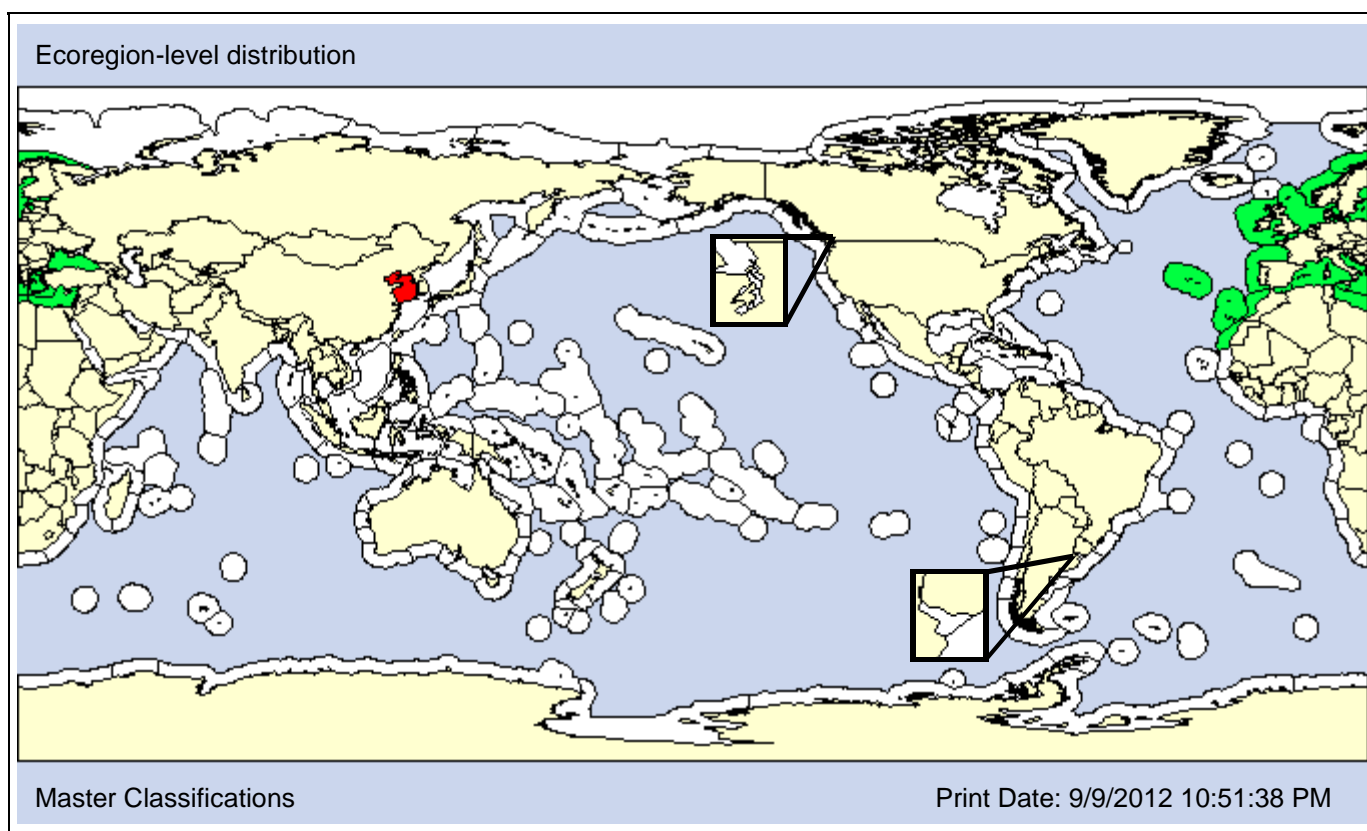 Ecoregion-level distribution
Master Classifications
Print Date: 9/9/2012 10:51:38 PM